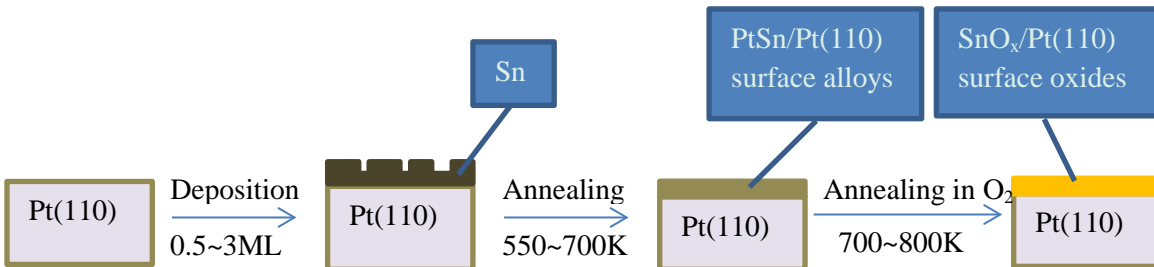 PtSn/Pt(110)
surface alloys
SnOₓ/Pt(110)
surface oxides
Sn
Pt(110)
Deposition
0.5~3ML
Pt(110)
Annealing
550~700K
Pt(110)
Annealing in O₂
700~800K
Pt(110)